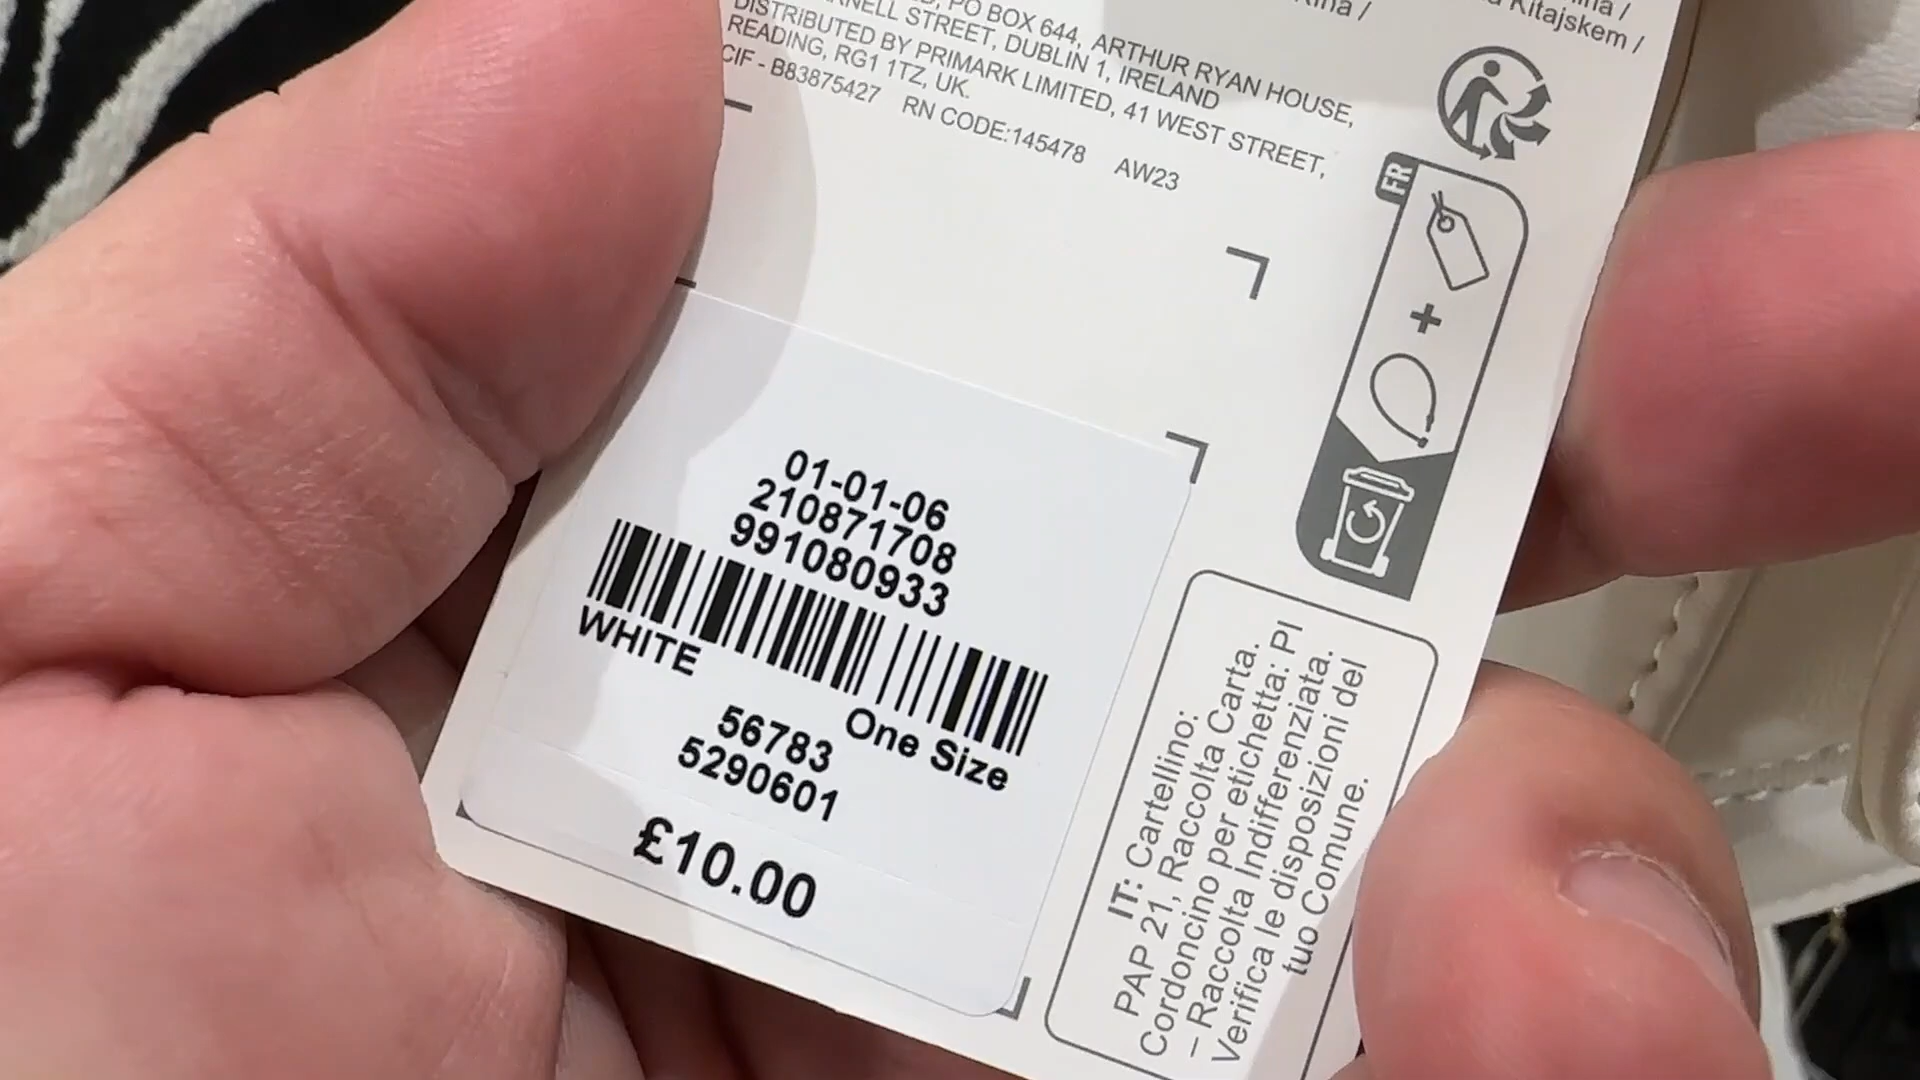 Kitajskem /
PO BOX 644, ARTHUR RYAN HOUSE,
STREET, DUBLIN 1, IRELAND
DISTRIBUTED BY PRIMARK LIMITED, 41 WEST STREET,
READING, RG1 1TZ, UK.
CIF - B83875427 RN CODE:145478 AW23
FR
01-01-06
210871708
991080933
WHITE
One Size
56783
5290601
£10.00
IT: Cartellino:
PAP 21, Raccolta Carta.
Cordoncino per etichetta: PI
– Raccolta Indifferenziata.
Verifica le disposizioni del
tuo Comune.